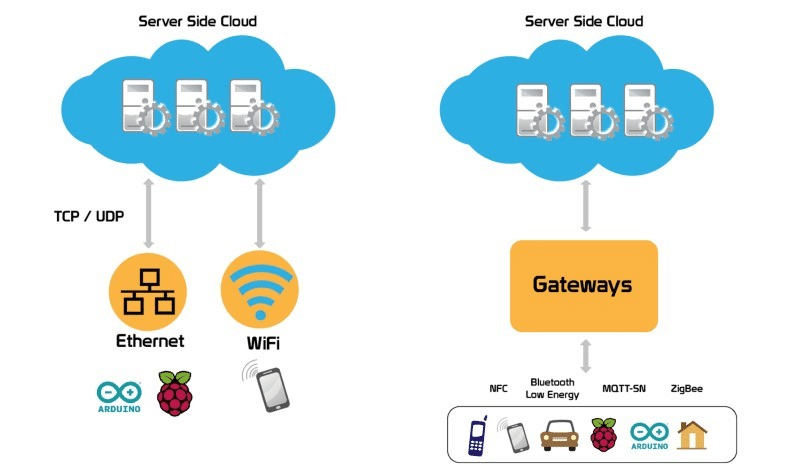 Server Side Cloud
TCP / UDP
Ethernet
WiFi
ARDUINO
Server Side Cloud
Gateways
NFC
Bluetooth
Low Energy
MQTT-SN
ZigBee
ARDUINO